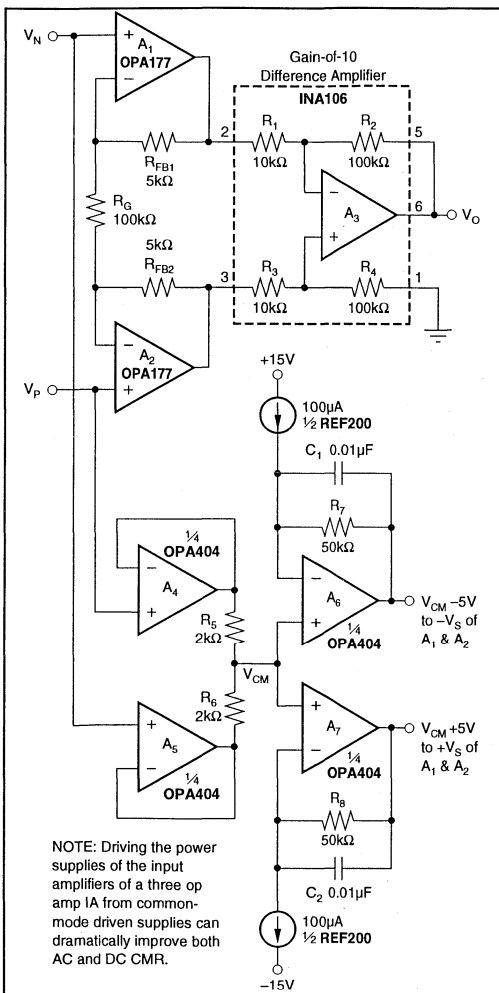 V_N
+
A_1
OPA177
−
Gain-of-10
Difference Amplifier
INA106
2
R_1
10kΩ
R_2
100kΩ
5
R_FB1
5kΩ
R_G
100kΩ
−
A_3
+
6
V_O
5kΩ
R_FB2
3
R_3
10kΩ
R_4
100kΩ
1
−
A_2
OPA177
+
V_P
+15V
100µA
½ REF200
C_1 0.01µF
R_7
50kΩ
¼
OPA404
−
A_4
+
R_5
2kΩ
−
A_6
+
¼
OPA404
V_CM −5V
to −V_S of
A_1 & A_2
V_CM
R_6
2kΩ
+
A_5
−
¼
OPA404
+
A_7
−
¼
OPA404
V_CM +5V
to +V_S of
A_1 & A_2
R_8
50kΩ
C_2 0.01µF
100µA
½ REF200
−15V
NOTE: Driving the power
supplies of the input
amplifiers of a three op
amp IA from common-
mode driven supplies can
dramatically improve both
AC and DC CMR.